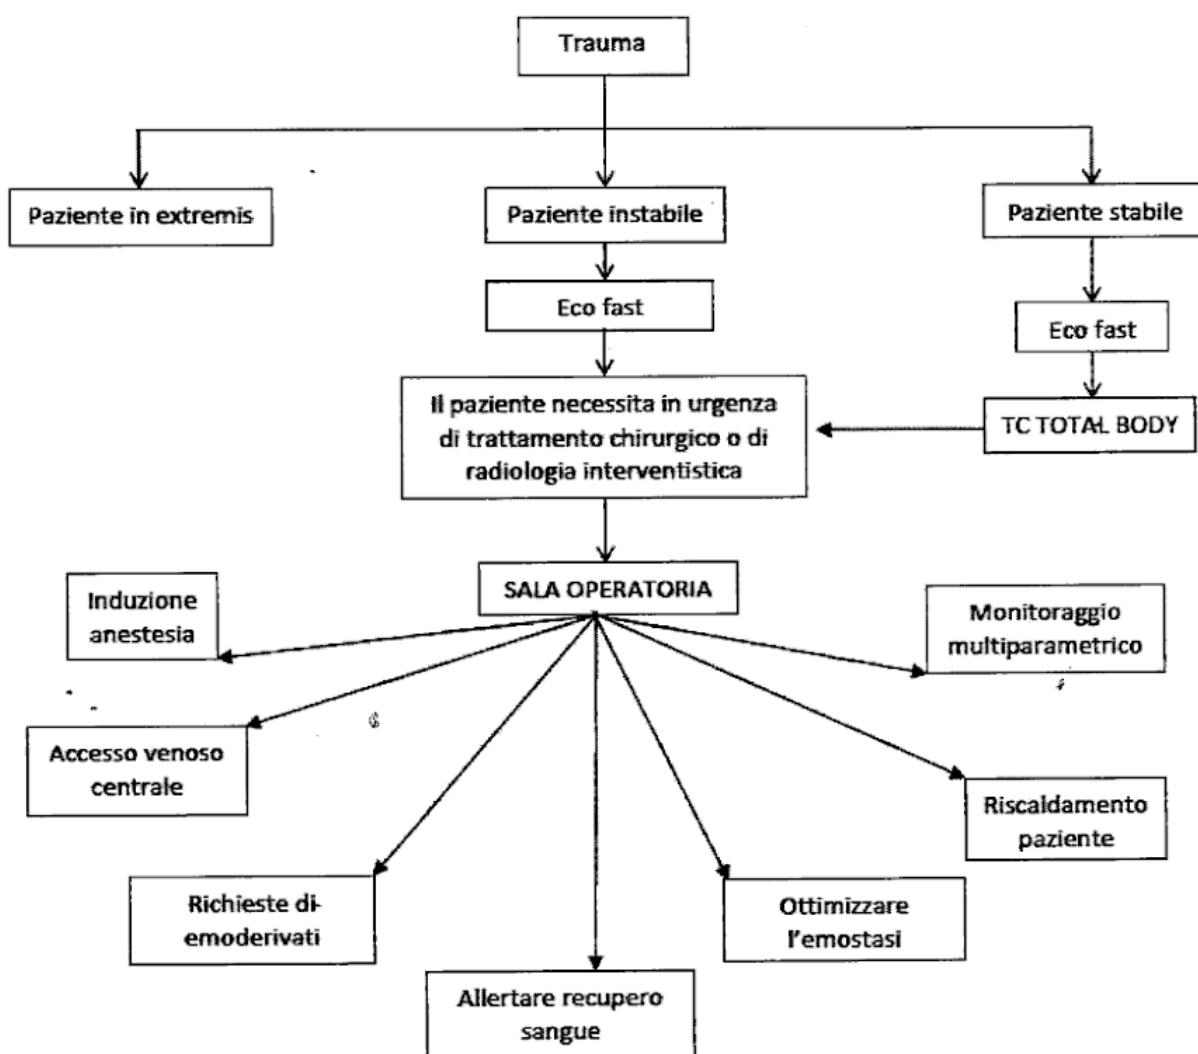 Trauma
Paziente in extremis
Paziente instabile
Paziente stabile
Eco fast
Eco fast
Il paziente necessita in urgenza
di trattamento chirurgico o di
radiologia interventistica
TC TOTAL BODY
SALA OPERATORIA
Induzione
anestesia
Monitoraggio
multiparametrico
Accesso venoso
centrale
Riscaldamento
paziente
Richieste di
emoderivati
Ottimizzare
l'emostasi
Allertare recupero
sangue